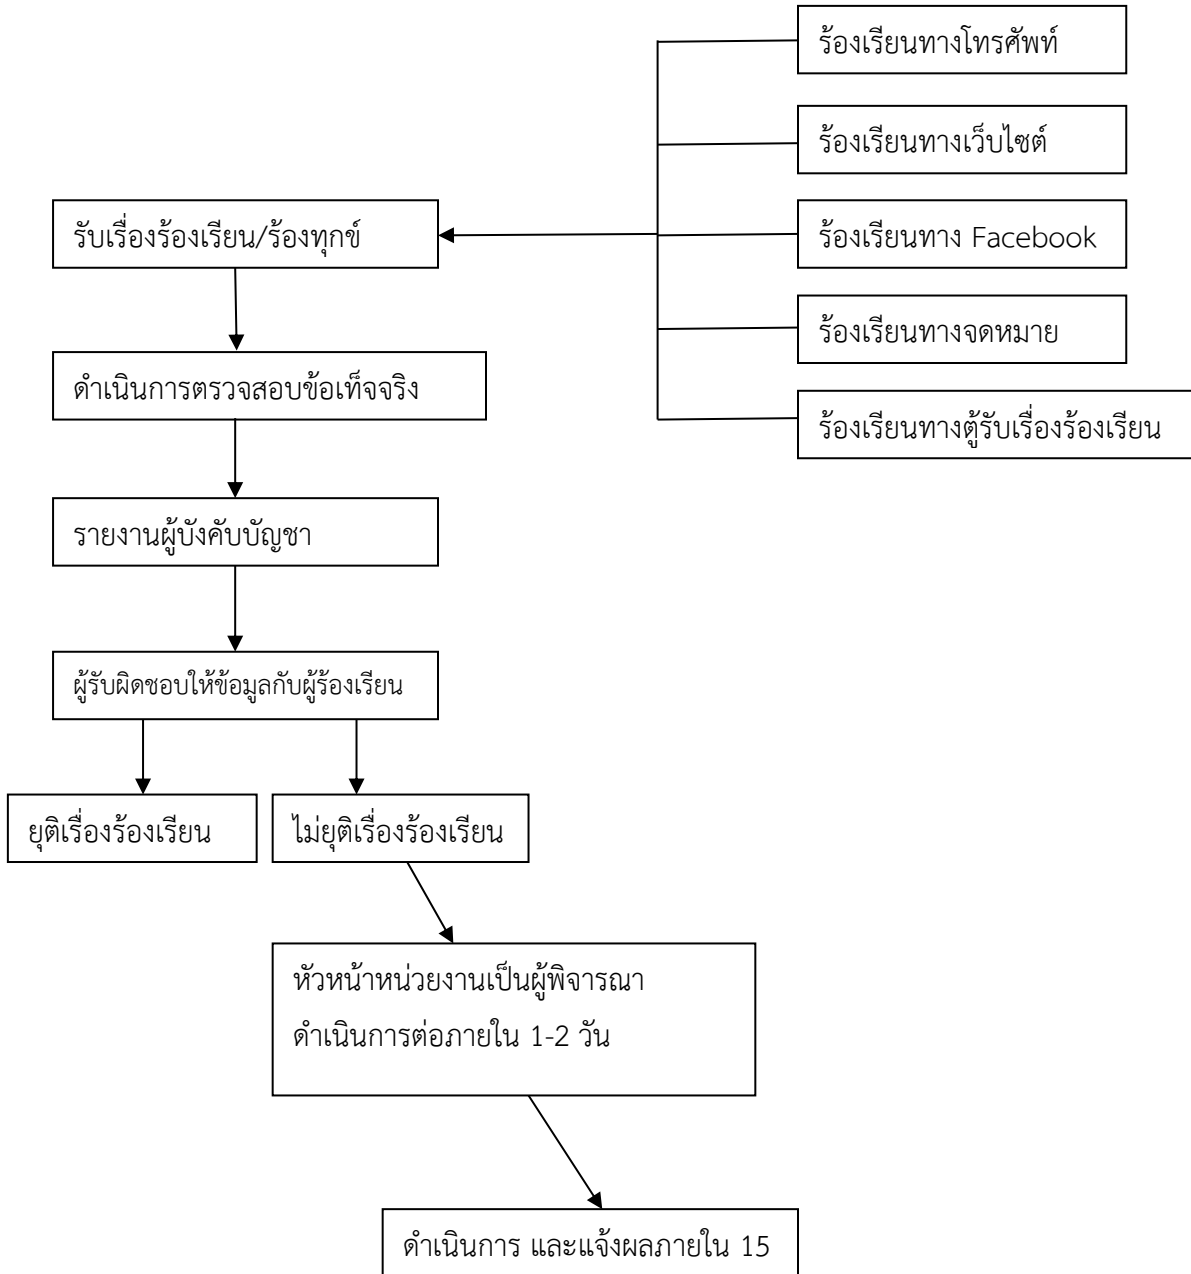 ร้องเรียนทางโทรศัพท์
ร้องเรียนทางเว็บไซต์
ร้องเรียนทาง Facebook
ร้องเรียนทางจดหมาย
ร้องเรียนทางตู้รับเรื่องร้องเรียน
รับเรื่องร้องเรียน/ร้องทุกข์
ดำเนินการตรวจสอบข้อเท็จจริง
รายงานผู้บังคับบัญชา
ผู้รับผิดชอบให้ข้อมูลกับผู้ร้องเรียน
ยุติเรื่องร้องเรียน
ไม่ยุติเรื่องร้องเรียน
หัวหน้าหน่วยงานเป็นผู้พิจารณา
ดำเนินการต่อภายใน 1-2 วัน
ดำเนินการ และแจ้งผลภายใน 15